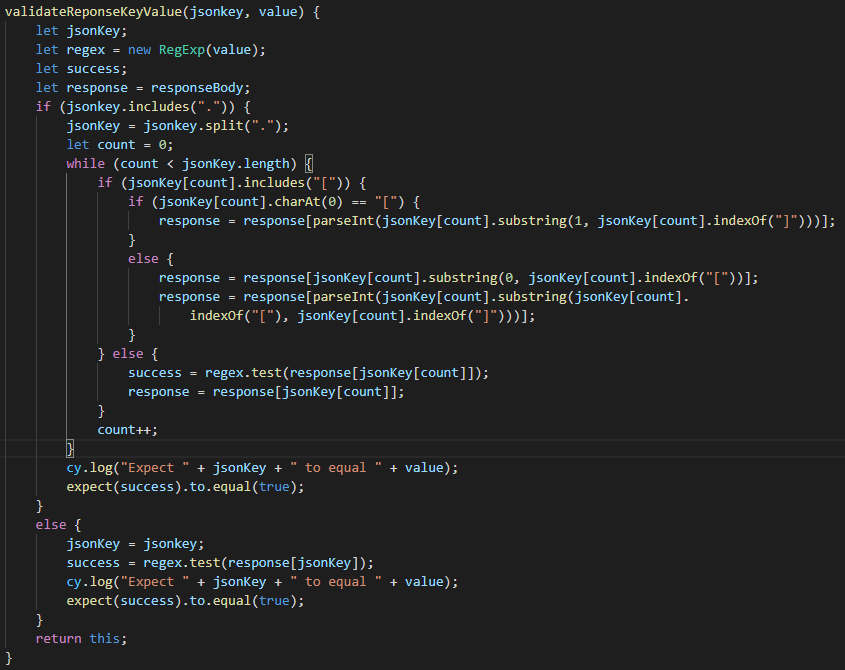 validateReponseKeyValue(jsonkey, value) {
let jsonKey;
let regex = new RegExp(value);
let success;
let response = responseBody;
if (jsonkey.includes(".")) {
jsonKey = jsonkey.split(".");
let count = 0;
while (count < jsonKey.length) {
if (jsonKey[count].includes("[")) {
if (jsonKey[count].charAt(0) == "[") {
response = response[parseInt(jsonKey[count].substring(1, jsonKey[count].indexOf("]")))];
}
else {
response = response[jsonKey[count].substring(0, jsonKey[count].indexOf("["))];
response = response[parseInt(jsonKey[count].substring(jsonKey[count].
indexOf("["), jsonKey[count].indexOf("]")))];
}
} else {
success = regex.test(response[jsonKey[count]]);
response = response[jsonKey[count]];
}
count++;
}
cy.log("Expect " + jsonKey + " to equal " + value);
expect(success).to.equal(true);
}
else {
jsonKey = jsonkey;
success = regex.test(response[jsonKey]);
cy.log("Expect " + jsonKey + " to equal " + value);
expect(success).to.equal(true);
}
return this;
}